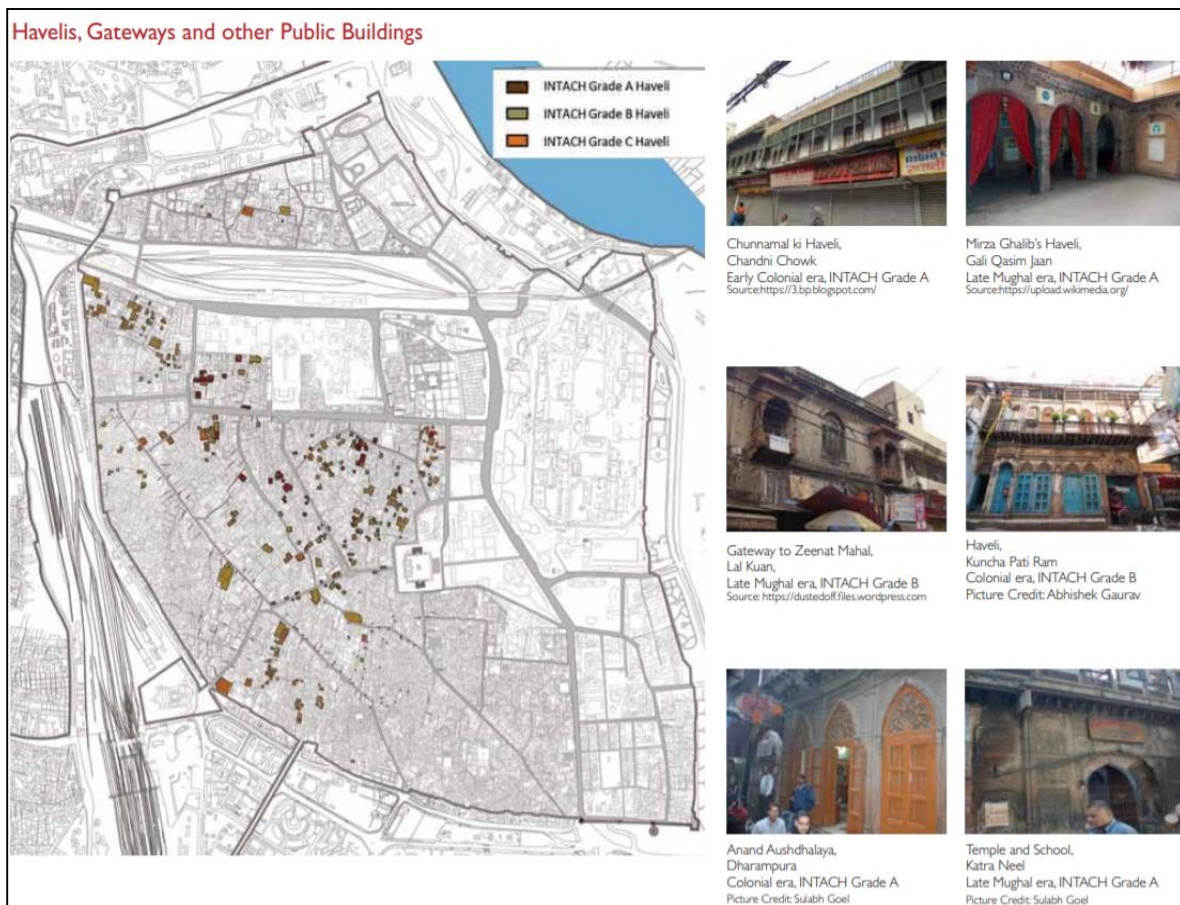 Havelis, Gateways and other Public Buildings
INTACH Grade A Haveli
INTACH Grade B Haveli
INTACH Grade C Haveli
Chunnamal ki Haveli,
Chandni Chowk
Early Colonial era, INTACH Grade A
Source:https://3.bp.blogspot.com/
Mirza Ghalib's Haveli,
Gali Qasim Jaan
Late Mughal era, INTACH Grade A
Source:https://upload.wikimedia.org/
Gateway to Zeenat Mahal,
Lal Kuan,
Late Mughal era, INTACH Grade B
Source: https://dustedoff.files.wordpress.com
Haveli,
Kuncha Pati Ram
Colonial era, INTACH Grade B
Picture Credit: Abhishek Gaurav
Anand Aushdhalaya,
Dharampura
Colonial era, INTACH Grade A
Picture Credit: Sulabh Goel
Temple and School,
Katra Neel
Late Mughal era, INTACH Grade A
Picture Credit: Sulabh Goel